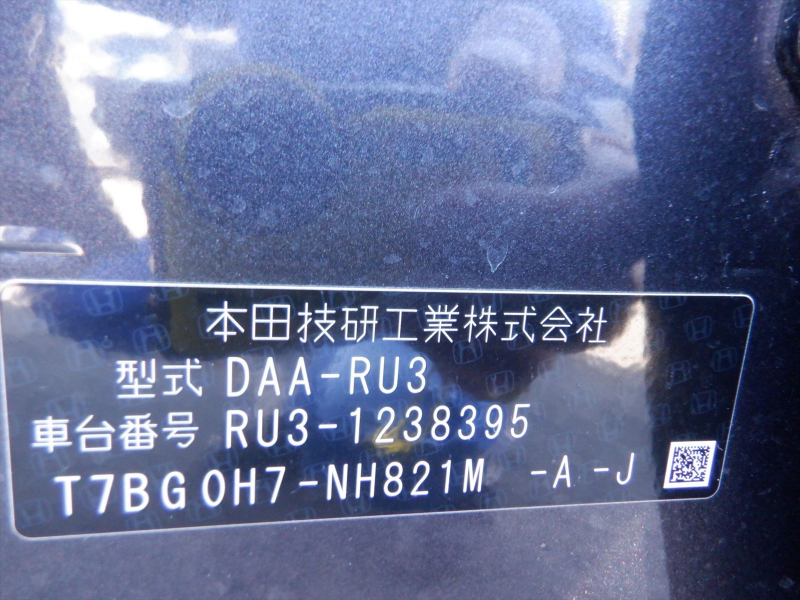 本田技研工業株式会社
型式 DAA-RU3
車台番号 RU3-1238395
T7BG0H7-NH821M -A -J